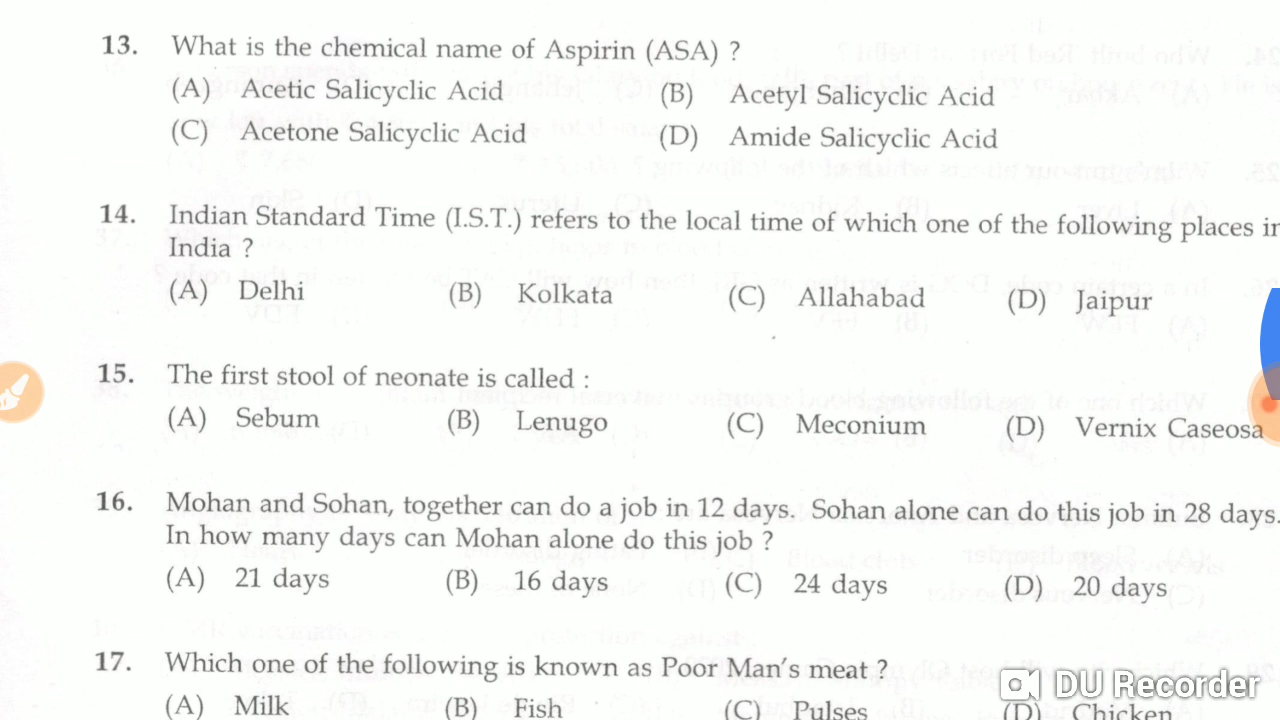 13. What is the chemical name of Aspirin (ASA) ?
(A) Acetic Salicyclic Acid (B) Acetyl Salicyclic Acid
(C) Acetone Salicyclic Acid (D) Amide Salicyclic Acid
14. Indian Standard Time (I.S.T.) refers to the local time of which one of the following places in
India ?
(A) Delhi (B) Kolkata (C) Allahabad (D) Jaipur
15. The first stool of neonate is called :
(A) Sebum (B) Lenugo (C) Meconium (D) Vernix Caseosa
16. Mohan and Sohan, together can do a job in 12 days. Sohan alone can do this job in 28 days.
In how many days can Mohan alone do this job ?
(A) 21 days (B) 16 days (C) 24 days (D) 20 days
17. Which one of the following is known as Poor Man's meat ?
(A) Milk (B) Fish (C) Pulses (D) Chicken
DU Recorder